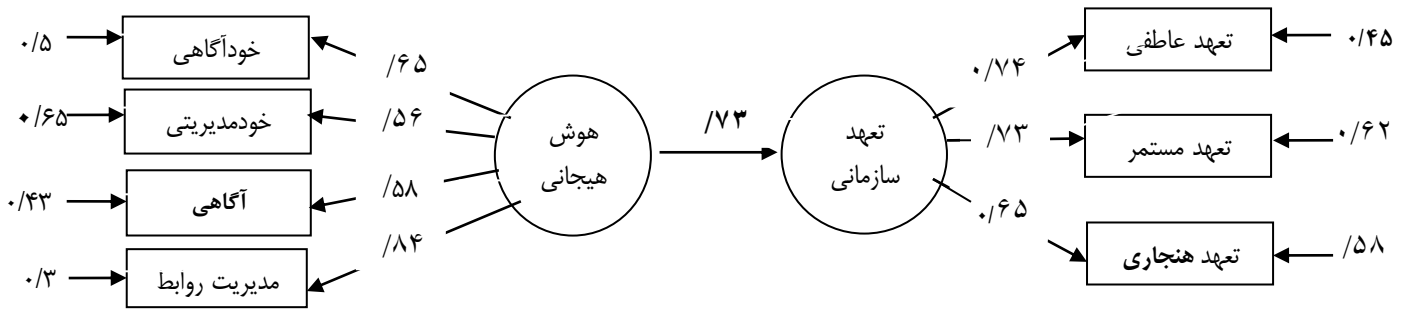 ۰/۵
خودآگاهی
/۶۵
۰/۶۵
خودمدیریتی
/۵۶
۰/۴۳
آگاهی
/۵۸
۰/۳
مدیریت روابط
/۸۴
هوش
هیجانی
/۷۳
تعهد
سازمانی
۰/۷۴
تعهد عاطفی
۰/۴۵
/۷۳
تعهد مستمر
۰/۶۲
۰/۶۵
تعهد هنجاری
/۵۸